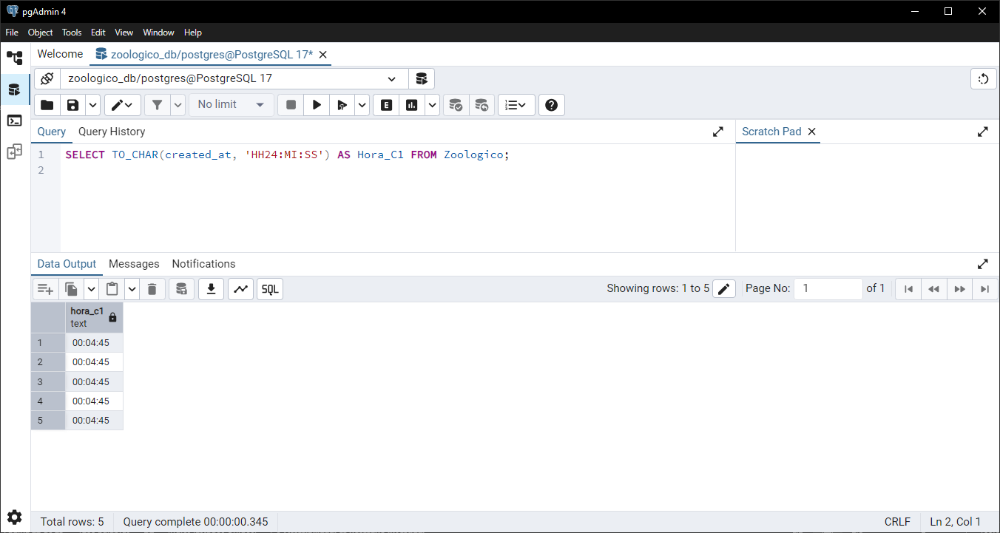 pgAdmin 4
File Object Tools Edit View Window Help
Welcome zoologico_db/postgres@PostgreSQL 17*
zoologico_db/postgres@PostgreSQL 17
No limit E
Query Query History Scratch Pad
1 SELECT TO_CHAR(created_at, 'HH24:MI:SS') AS Hora_C1 FROM Zoologico;
2
Data Output Messages Notifications
SQL Showing rows: 1 to 5 Page No: 1 of 1
hora_c1
text
1 00:04:45
2 00:04:45
3 00:04:45
4 00:04:45
5 00:04:45
Total rows: 5 Query complete 00:00:00.345 CRLF Ln 2, Col 1